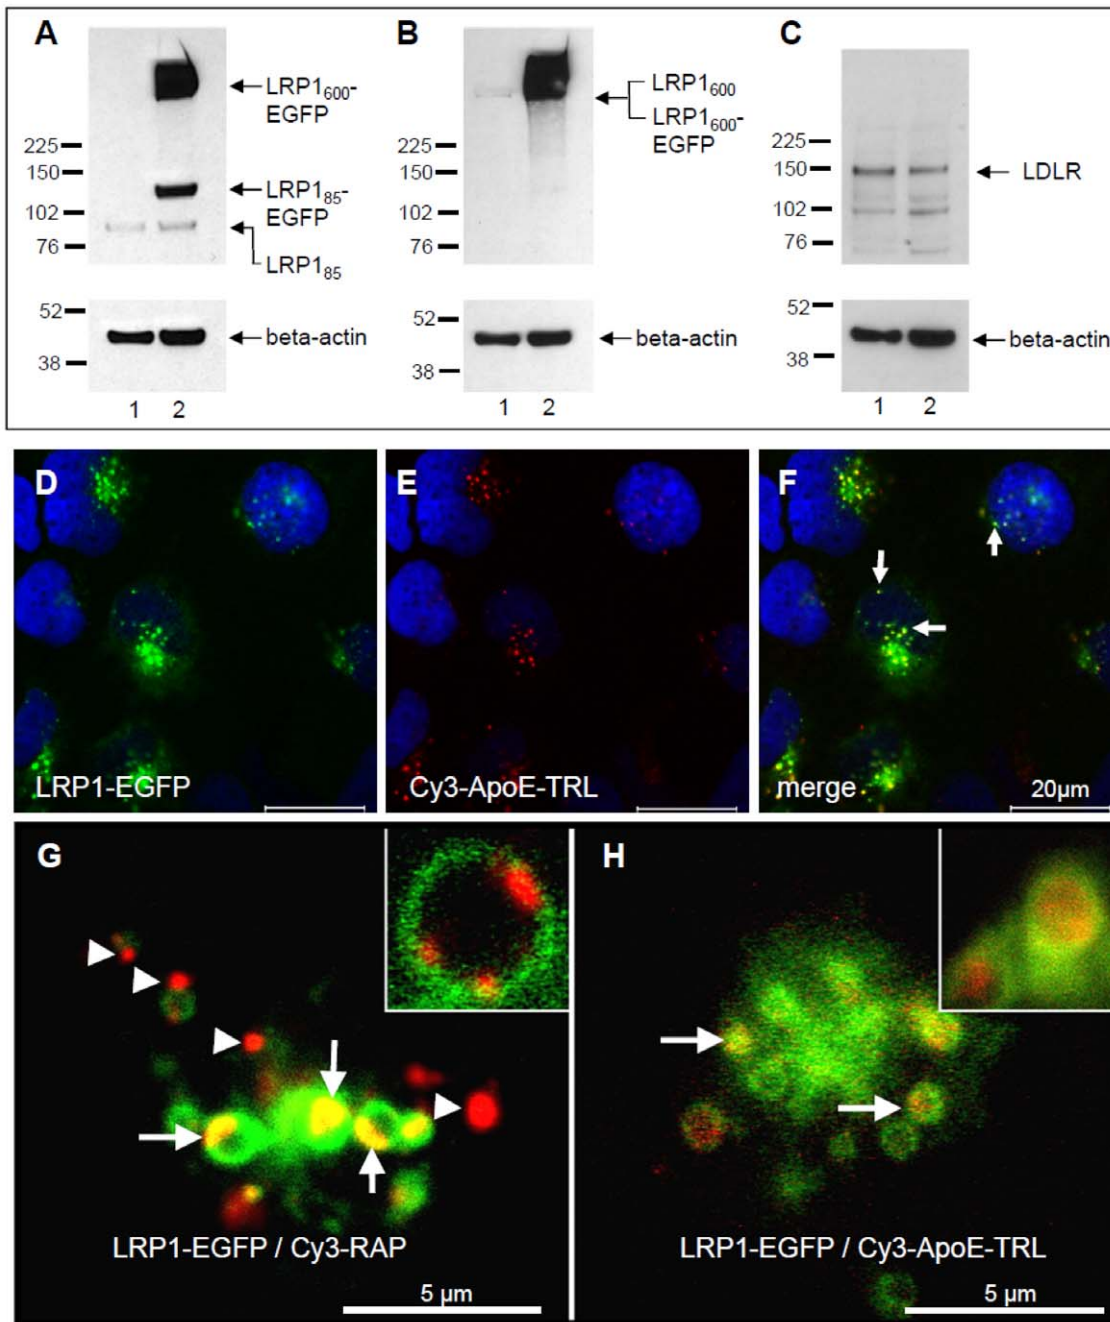 A
LRP1600-
EGFP
225
150
LRP185-
EGFP
102
76
LRP185
52
beta-actin
38
1 2
B
LRP1600
LRP1600-
EGFP
225
150
102
76
52
beta-actin
38
1 2
C
225
150
LDLR
102
76
52
beta-actin
38
1 2
D
LRP1-EGFP
E
Cy3-ApoE-TRL
F
merge
20µm
G
LRP1-EGFP / Cy3-RAP
5 µm
H
LRP1-EGFP / Cy3-ApoE-TRL
5 µm